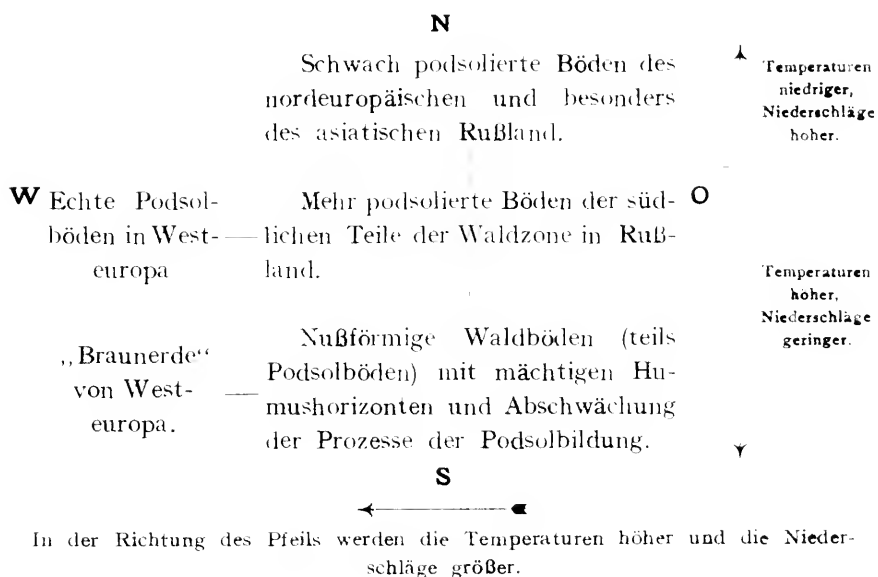 N
Schwach podsolierte Böden des
nordeuropäischen und besonders
des asiatischen Rußland.
Temperaturen
niedriger,
Niederschläge
hoher.
W
Echte Podsol-
böden in West-
europa
Mehr podsolierte Böden der süd-
lichen Teile der Waldzone in Ruß-
land.
O
Temperaturen
höher,
Niederschläge
geringer.
„Braunerde“
von West-
europa.
Nußförmige Waldböden (teils
Podsolböden) mit mächtigen Hu-
mushorizonten und Abschwächung
der Prozesse der Podsolbildung.
S
In der Richtung des Pfeils werden die Temperaturen höher und die Nieder-
schläge größer.